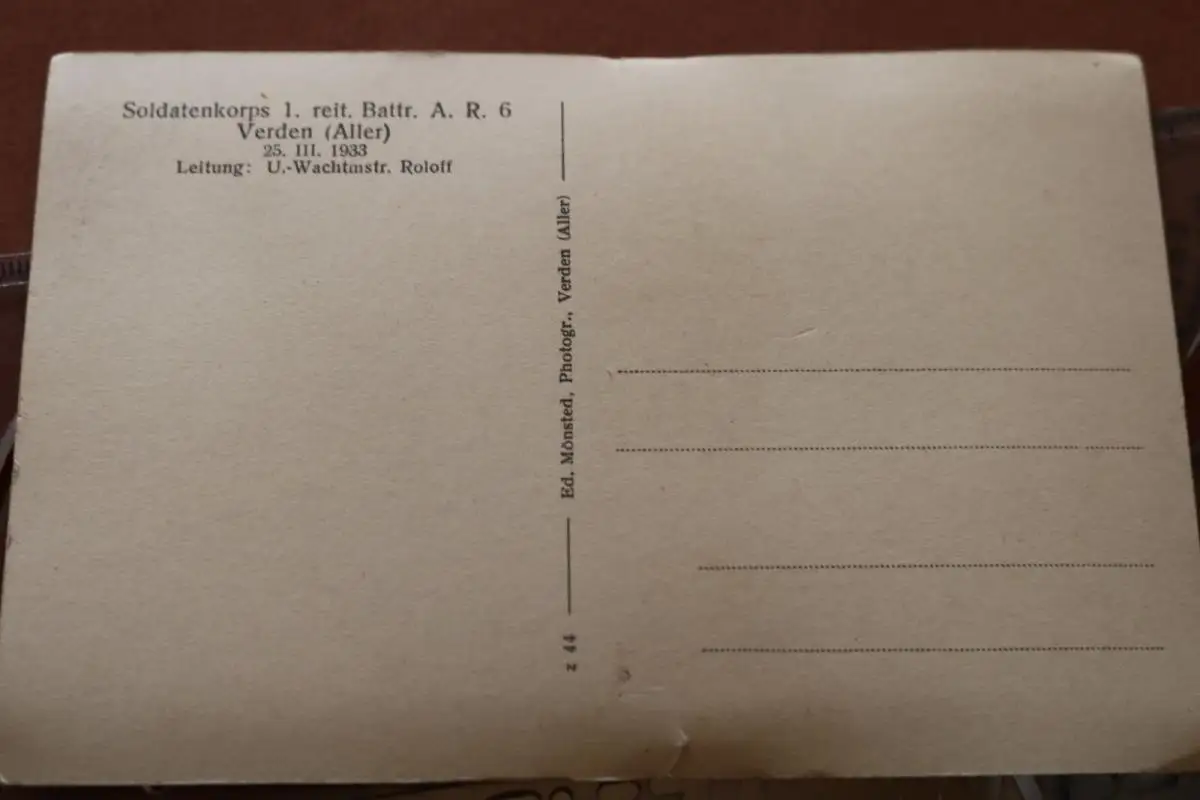 Soldatenkorps 1. reit. Battr. A. R. 6
Verden (Aller)
25. III. 1933
Leitung: U.-Wachtmstr. Roloff
Ed. Mönsted, Photogr., Verden (Aller)
z 44